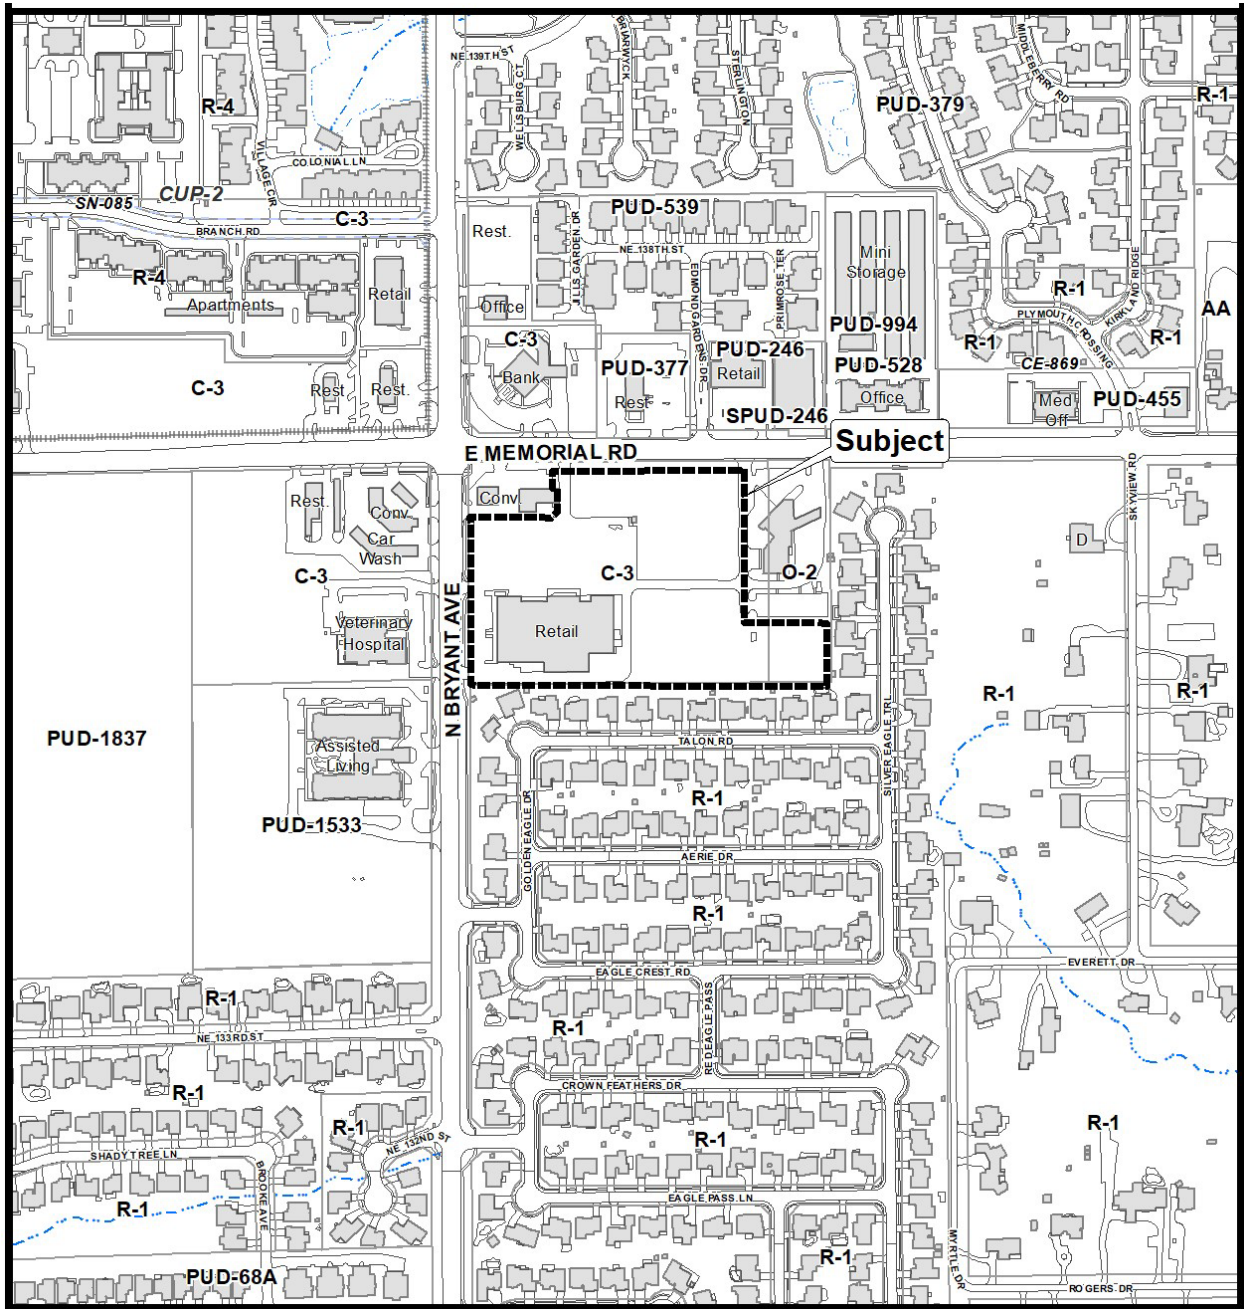 NE 139TH ST
WELLSBURG CT
BRIARWYCK
STERLINGTON
MIDDLEBERRY RD
PUD-379
R-1
R-4
VILLAGE CIR
COLONIAL LN
CUP-2
SN-085
C-3
BRANCH RD
R-4
Apartments
Retail
Rest.
Office
PUD-539
NE 138TH ST
EDMOND GARDENS DR
PRIMROSE TER
Mini
Storage
PUD-994
R-1
KIRKLAND RIDGE
PLYMOUTH CROSSING
R-1
R-1
AA
C-3
Bank
PUD-377
Rest.
PUD-246
Retail
SPUD-246
PUD-528
Office
CE-869
Med
Off
PUD-455
C-3
Rest.
Rest.
E MEMORIAL RD
Subject
Rest.
Conv.
Car
Wash
C-3
Conv.
C-3
O-2
D
SKYVIEW RD
N BRYANT AVE
Retail
Veterinary
Hospital
R-1
R-1
PUD-1837
Assisted
Living
PUD-1533
TALON RD
SILVER EAGLE TRL
R-1
GOLDEN EAGLE DR
AERIE DR
R-1
EAGLE CREST RD
EVERETT DR
R-1
NE 133RD ST
R-1
RED EAGLE PASS
CROWN FEATHERS DR
R-1
R-1
NE 132ND ST
SHADY TREE LN
BROOKE AVE
R-1
R-1
R-1
EAGLE PASS LN
R-1
MYRTLE DR
ROGERS DR
PUD-68A